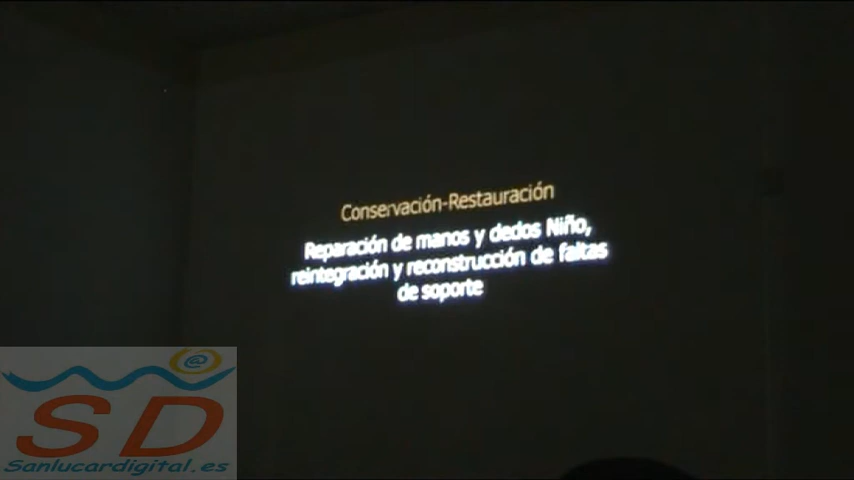 Conservación-Restauración
Reparación de manos y dedos Niño,
reintegración y reconstrucción de faltas
de soporte
@
SD
Sanlucardigital.es